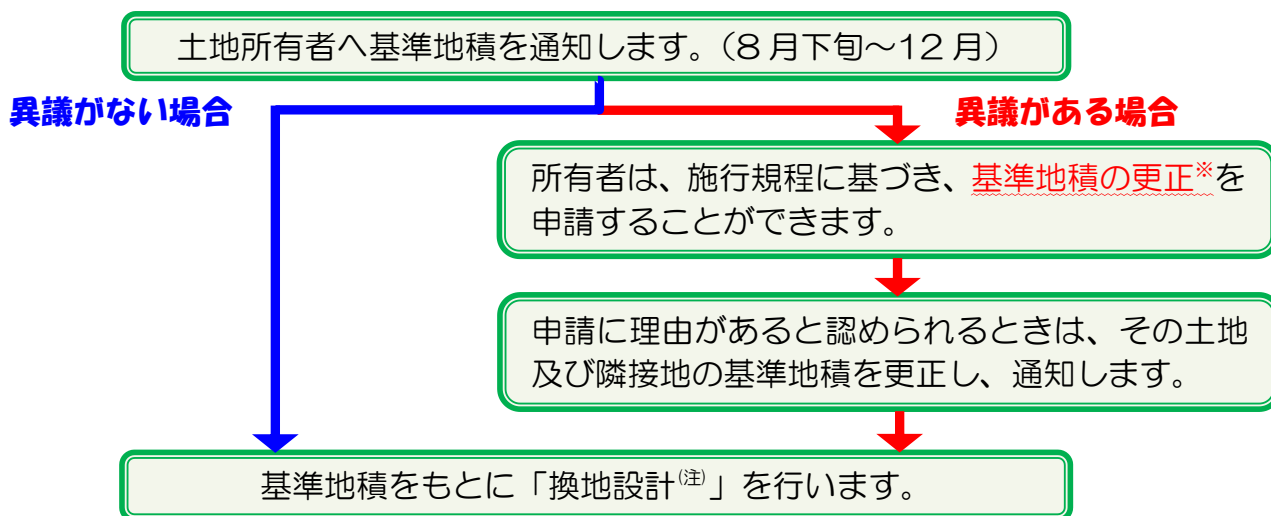 土地所有者へ基準地積を通知します。（8月下旬～12月）
異議がない場合
異議がある場合
所有者は、施行規程に基づき、基準地積の更正※を
申請することができます。
申請に理由があると認められるときは、その土地
及び隣接地の基準地積を更正し、通知します。
基準地積をもとに「換地設計(注)」を行います。